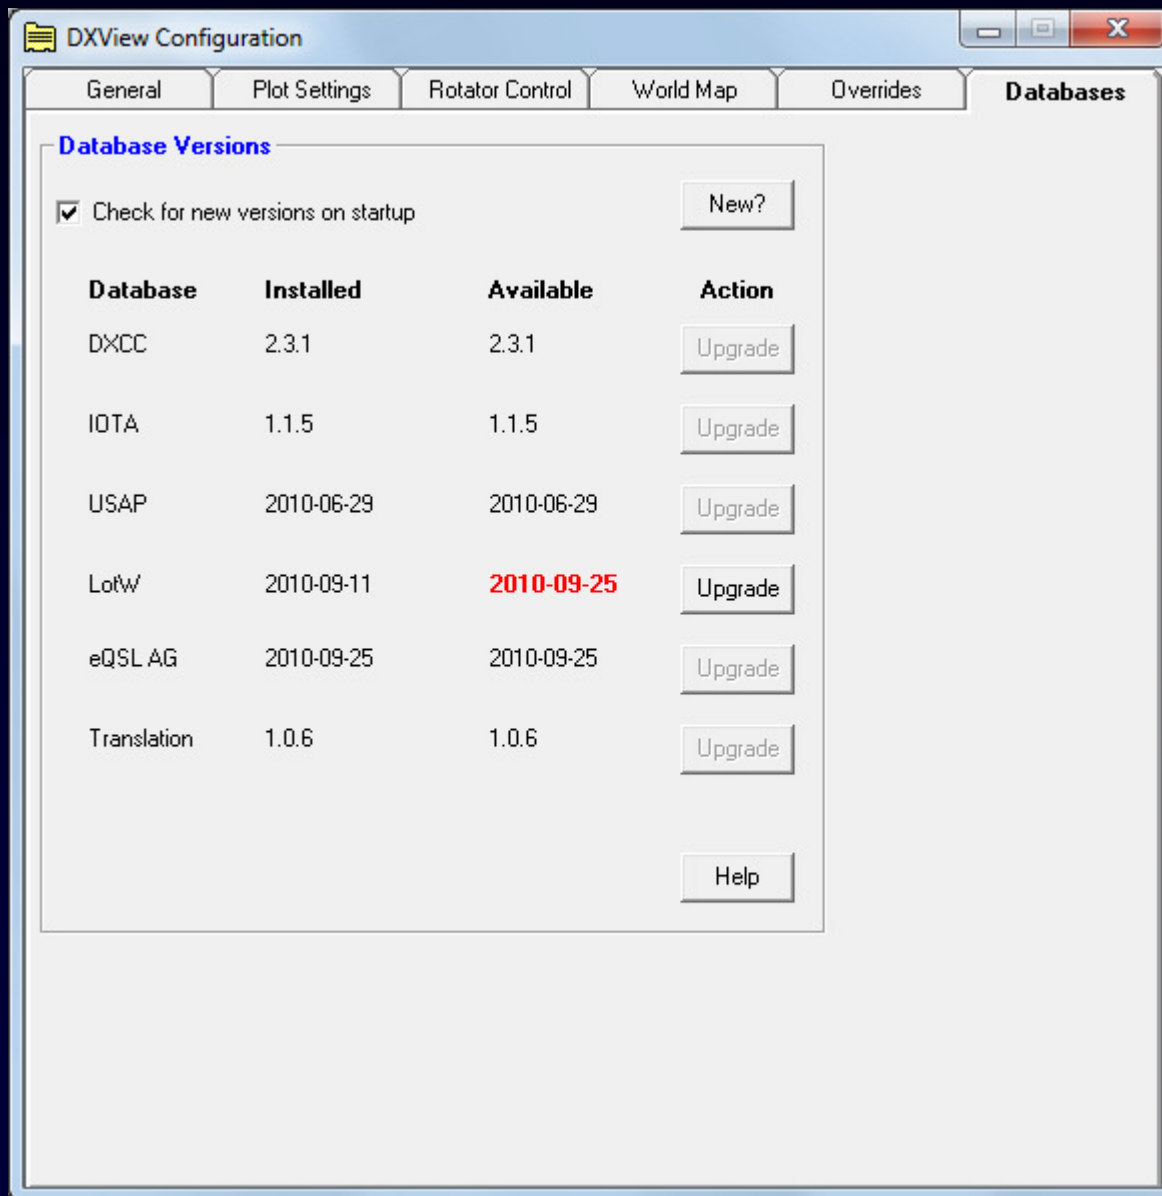 DXView Configuration
General Plot Settings Rotator Control World Map Overrides Databases
Database Versions
Check for new versions on startup New?
Database Installed Available Action
DXCC 2.3.1 2.3.1 Upgrade
IOTA 1.1.5 1.1.5 Upgrade
USAP 2010-06-29 2010-06-29 Upgrade
LotW 2010-09-11 2010-09-25 Upgrade
eQSL AG 2010-09-25 2010-09-25 Upgrade
Translation 1.0.6 1.0.6 Upgrade
Help